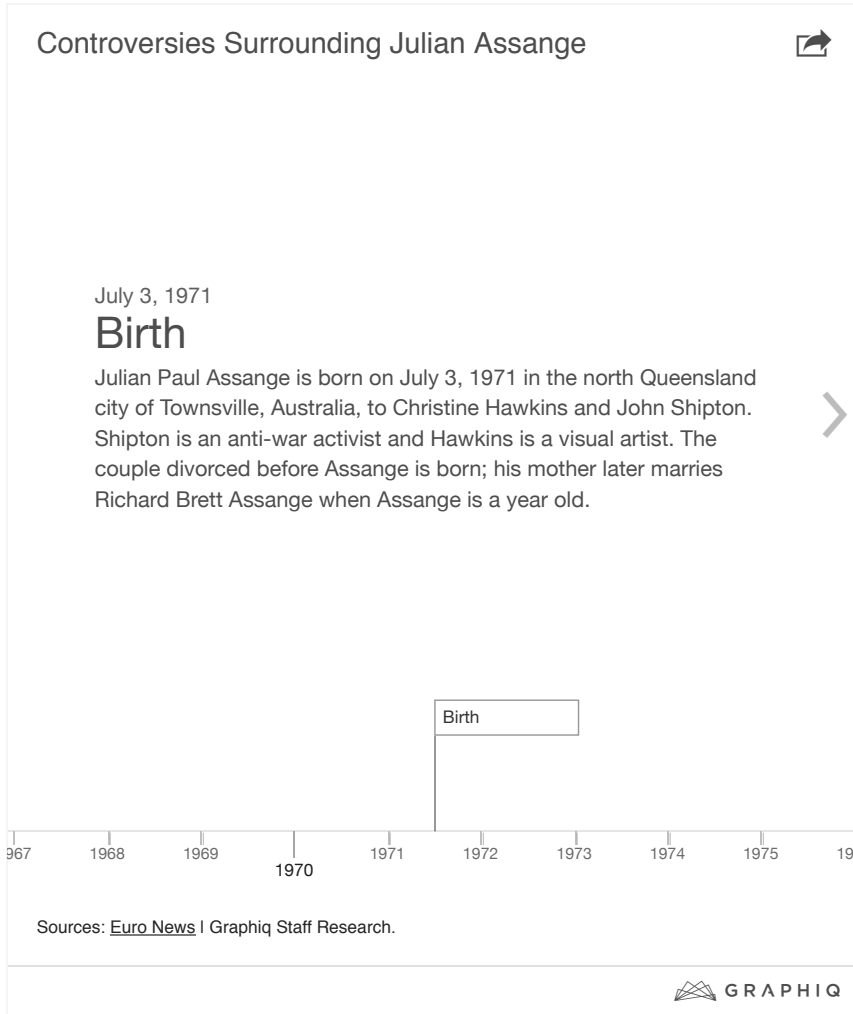 Controversies Surrounding Julian Assange
July 3, 1971
Birth
Julian Paul Assange is born on July 3, 1971 in the north Queensland
city of Townsville, Australia, to Christine Hawkins and John Shipton.
Shipton is an anti-war activist and Hawkins is a visual artist. The
couple divorced before Assange is born; his mother later marries
Richard Brett Assange when Assange is a year old.
Birth
967 1968 1969 1970 1971 1972 1973 1974 1975 19
Sources: Euro News | Graphiq Staff Research.
GRAPHIQ